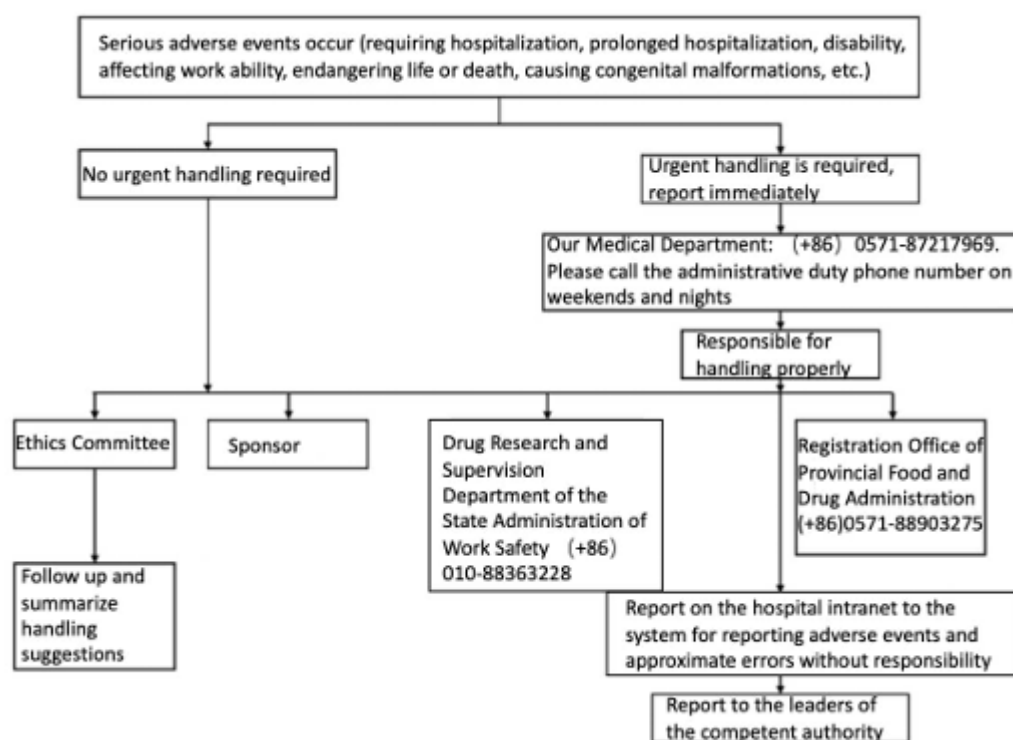 Serious adverse events occur (requiring hospitalization, prolonged hospitalization, disability,
affecting work ability, endangering life or death, causing congenital malformations, etc.)
No urgent handling required
Urgent handling is required,
report immediately
Our Medical Department: (+86) 0571-87217969.
Please call the administrative duty phone number on
weekends and nights
Responsible for
handling properly
Ethics Committee
Sponsor
Drug Research and
Supervision
Department of the
State Administration of
Work Safety (+86)
010-88363228
Registration Office of
Provincial Food and
Drug Administration
(+86)0571-88903275
Follow up and
summarize
handling
suggestions
Report on the hospital intranet to the
system for reporting adverse events and
approximate errors without responsibility
Report to the leaders of
the competent authority